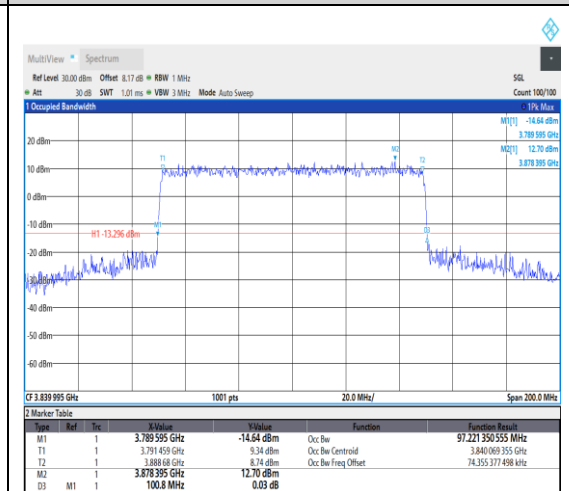 MultiView Spectrum
Ref Level 30.00 dBm Offset 8.17 dB RBW 1 MHz SGL
Att 30 dB SWT 1.01 ms VBW 3 MHz Mode Auto Sweep Count 100/100
1 Occupied Bandwidth 1Pk Max
M1[1] -14.64 dBm
3.789 595 GHz
M2[1] 12.70 dBm
3.878 395 GHz
20 dBm
M2
T1
T2
10 dBm
0 dBm
-10 dBm
M1
D3
H1 -13.296 dBm
-20 dBm
-30 dBm
-40 dBm
-50 dBm
-60 dBm
CF 3.839 995 GHz 1001 pts 20.0 MHz/ Span 200.0 MHz
2 Marker Table
Type Ref Trc X-Value Y-Value Function Function Result
M1 1 3.789 595 GHz -14.64 dBm Occ Bw 97.221 350 555 MHz
T1 1 3.791 459 GHz 9.34 dBm Occ Bw Centroid 3.840 069 355 GHz
T2 1 3.888 68 GHz 8.74 dBm Occ Bw Freq Offset 74.355 377 498 kHz
M2 1 3.878 395 GHz 12.70 dBm
D3 M1 1 100.8 MHz 0.03 dB